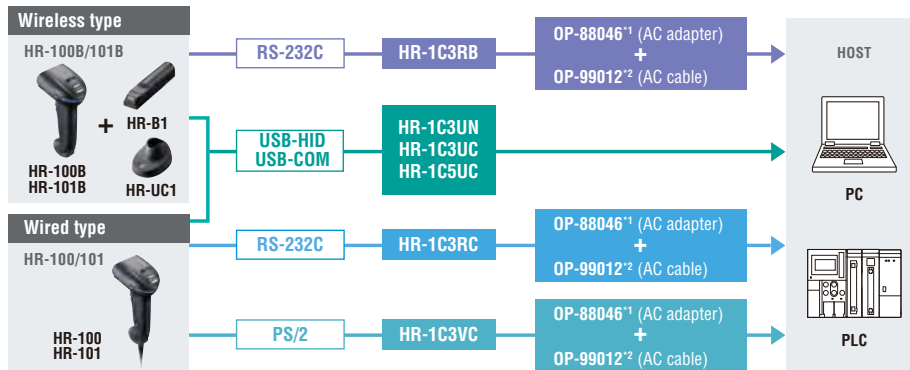 Wireless type
HR-100B/101B
HR-100B
HR-101B
+
HR-B1
HR-UC1
RS-232C
HR-1C3RB
OP-88046*1 (AC adapter)
+
OP-99012*2 (AC cable)
USB-HID
USB-COM
HR-1C3UN
HR-1C3UC
HR-1C5UC
Wired type
HR-100/101
HR-100
HR-101
RS-232C
HR-1C3RC
OP-88046*1 (AC adapter)
+
OP-99012*2 (AC cable)
PS/2
HR-1C3VC
OP-88046*1 (AC adapter)
+
OP-99012*2 (AC cable)
HOST
PC
PLC